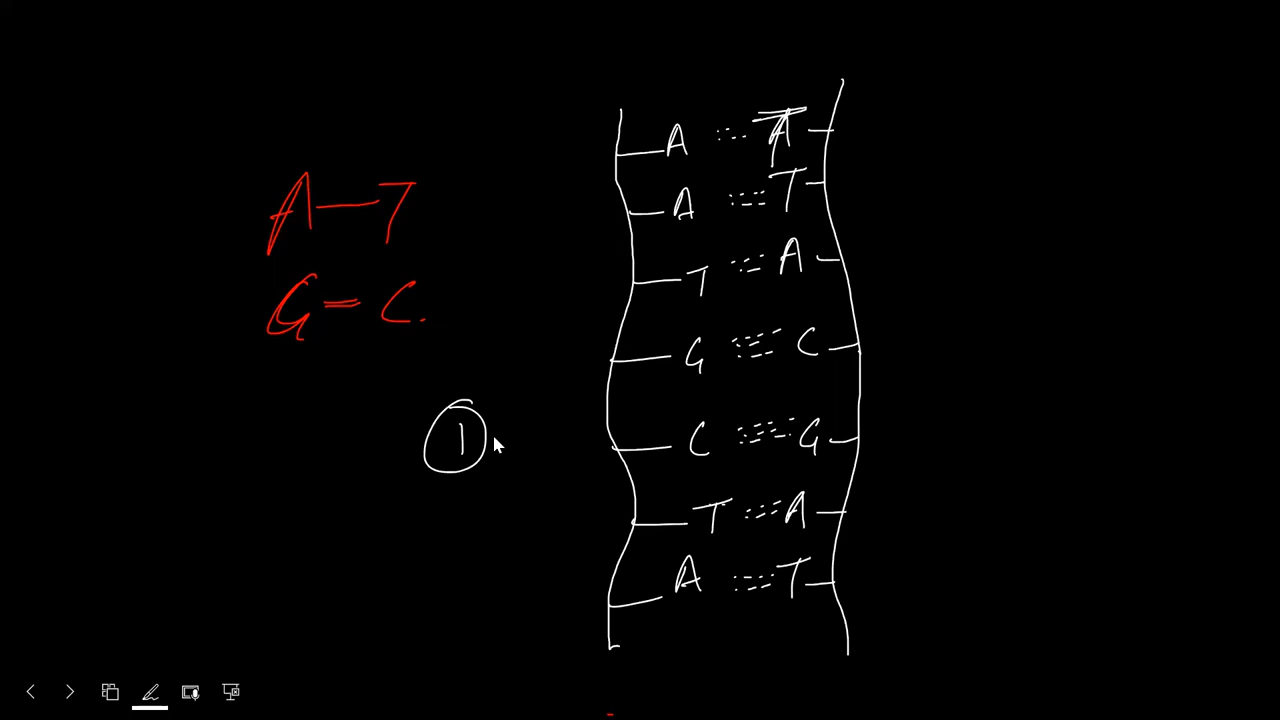 A — T
G = C.
1
A T
A T
T A
G C
C G
T A
A T